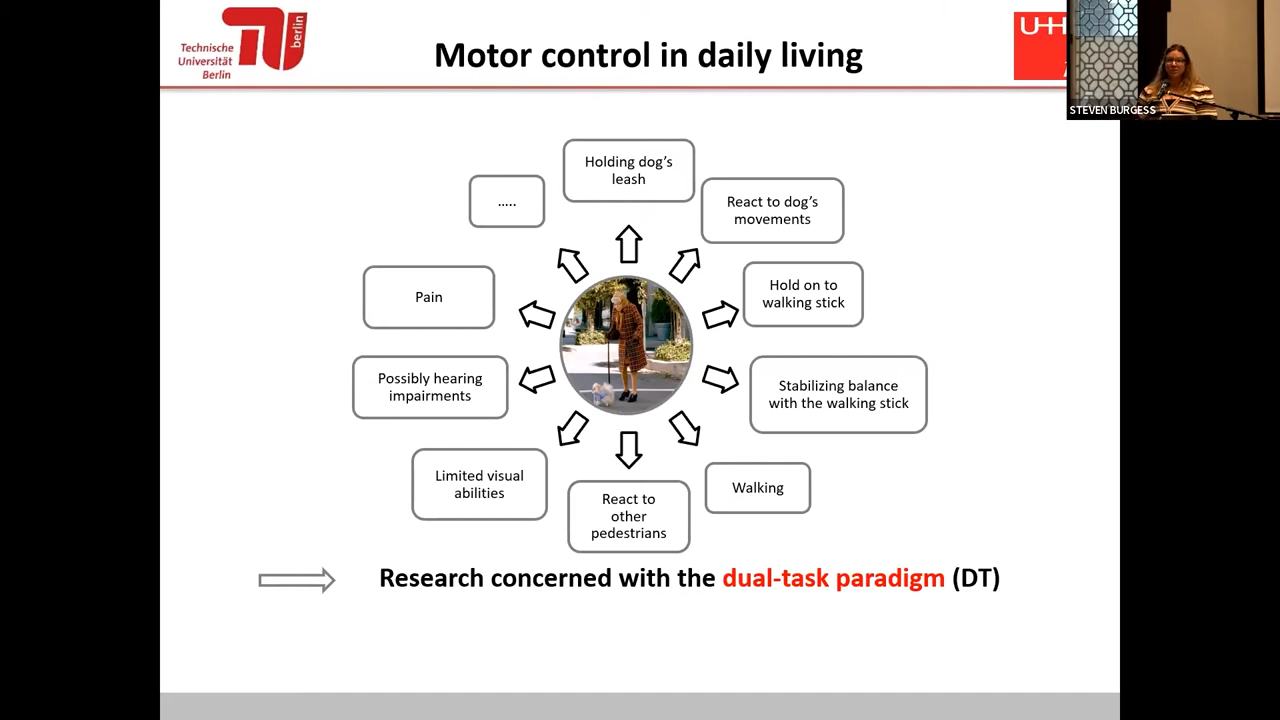 Technische
Universität
Berlin
berlin
Motor control in daily living
UH
STEVEN BURGESS
Holding dog's
leash
…..
React to dog's
movements
Hold on to
walking stick
Pain
Possibly hearing
impairments
Stabilizing balance
with the walking stick
Limited visual
abilities
Walking
React to
other
pedestrians
Research concerned with the dual-task paradigm (DT)